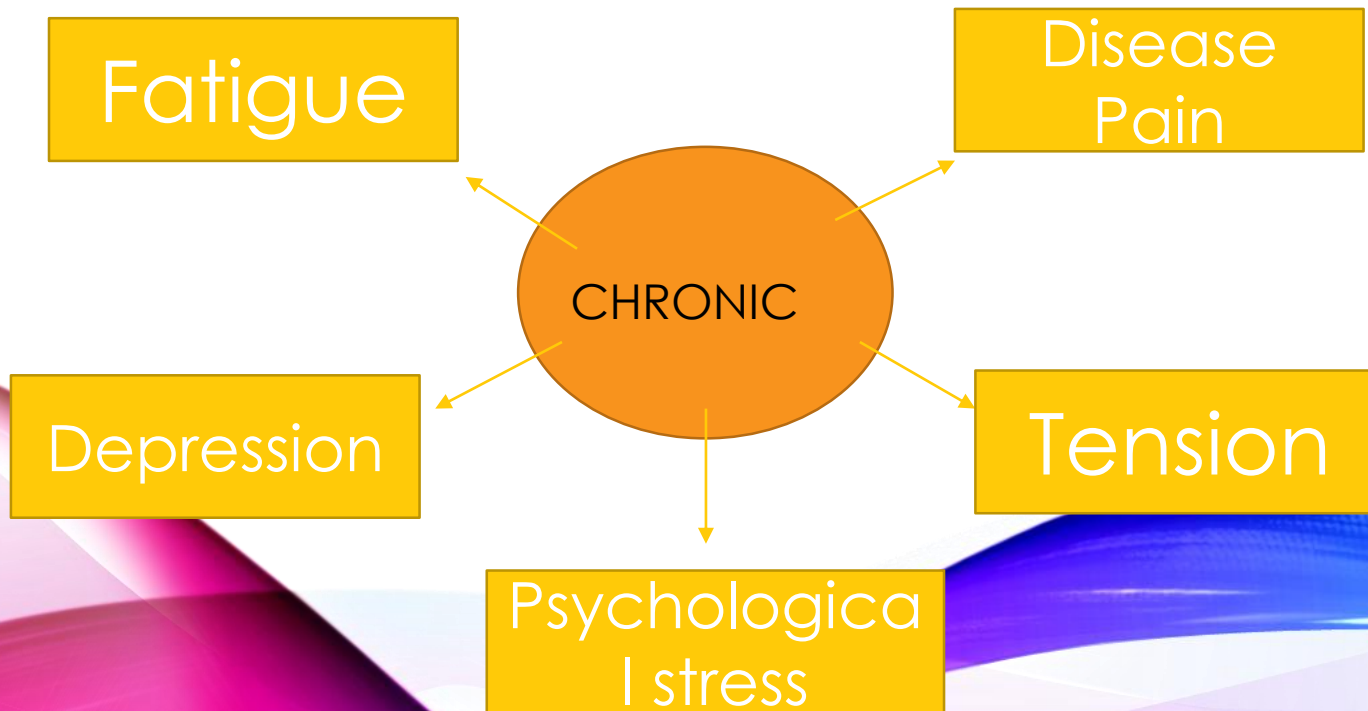 Fatigue
Disease
Pain
CHRONIC
Depression
Tension
Psychologica
l stress